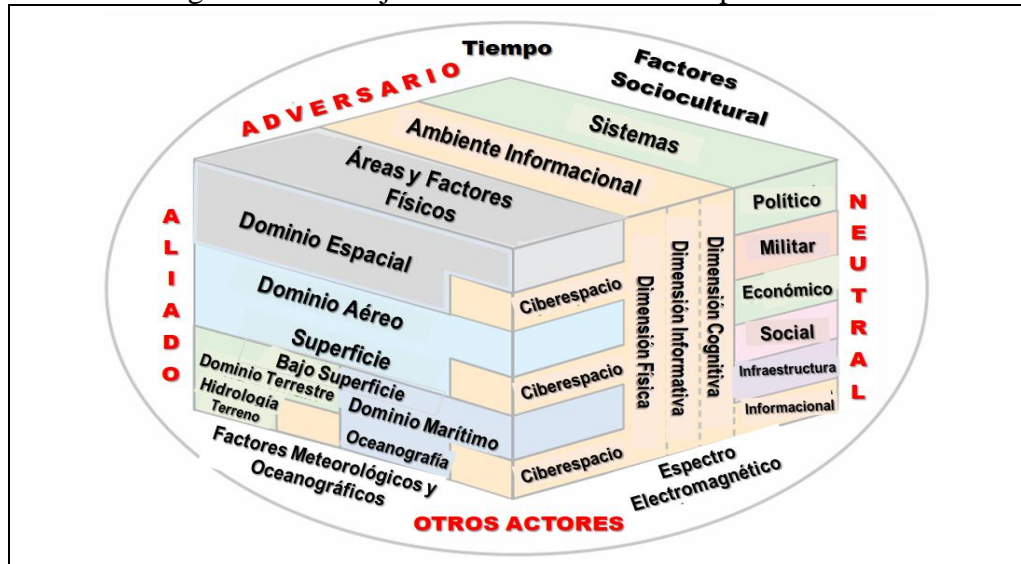 Tiempo
Factores
Sociocultural
ADVERSARIO
Sistemas
Ambiente Informacional
Áreas y Factores
Físicos
Dominio Espacial
Dominio Aéreo
Superficie
Bajo Superficie
Dominio Terrestre
Hidrología
Terreno
Dominio Marítimo
Oceanografía
Ciberespacio
Ciberespacio
Ciberespacio
Dimensión Física
Dimensión Informativa
Dimensión Cognitiva
Político
Militar
Económico
Social
Infraestructura
Informacional
ALIADO
NEUTRAL
Factores Meteorológicos y
Oceanográficos
Espectro
Electromagnético
OTROS ACTORES